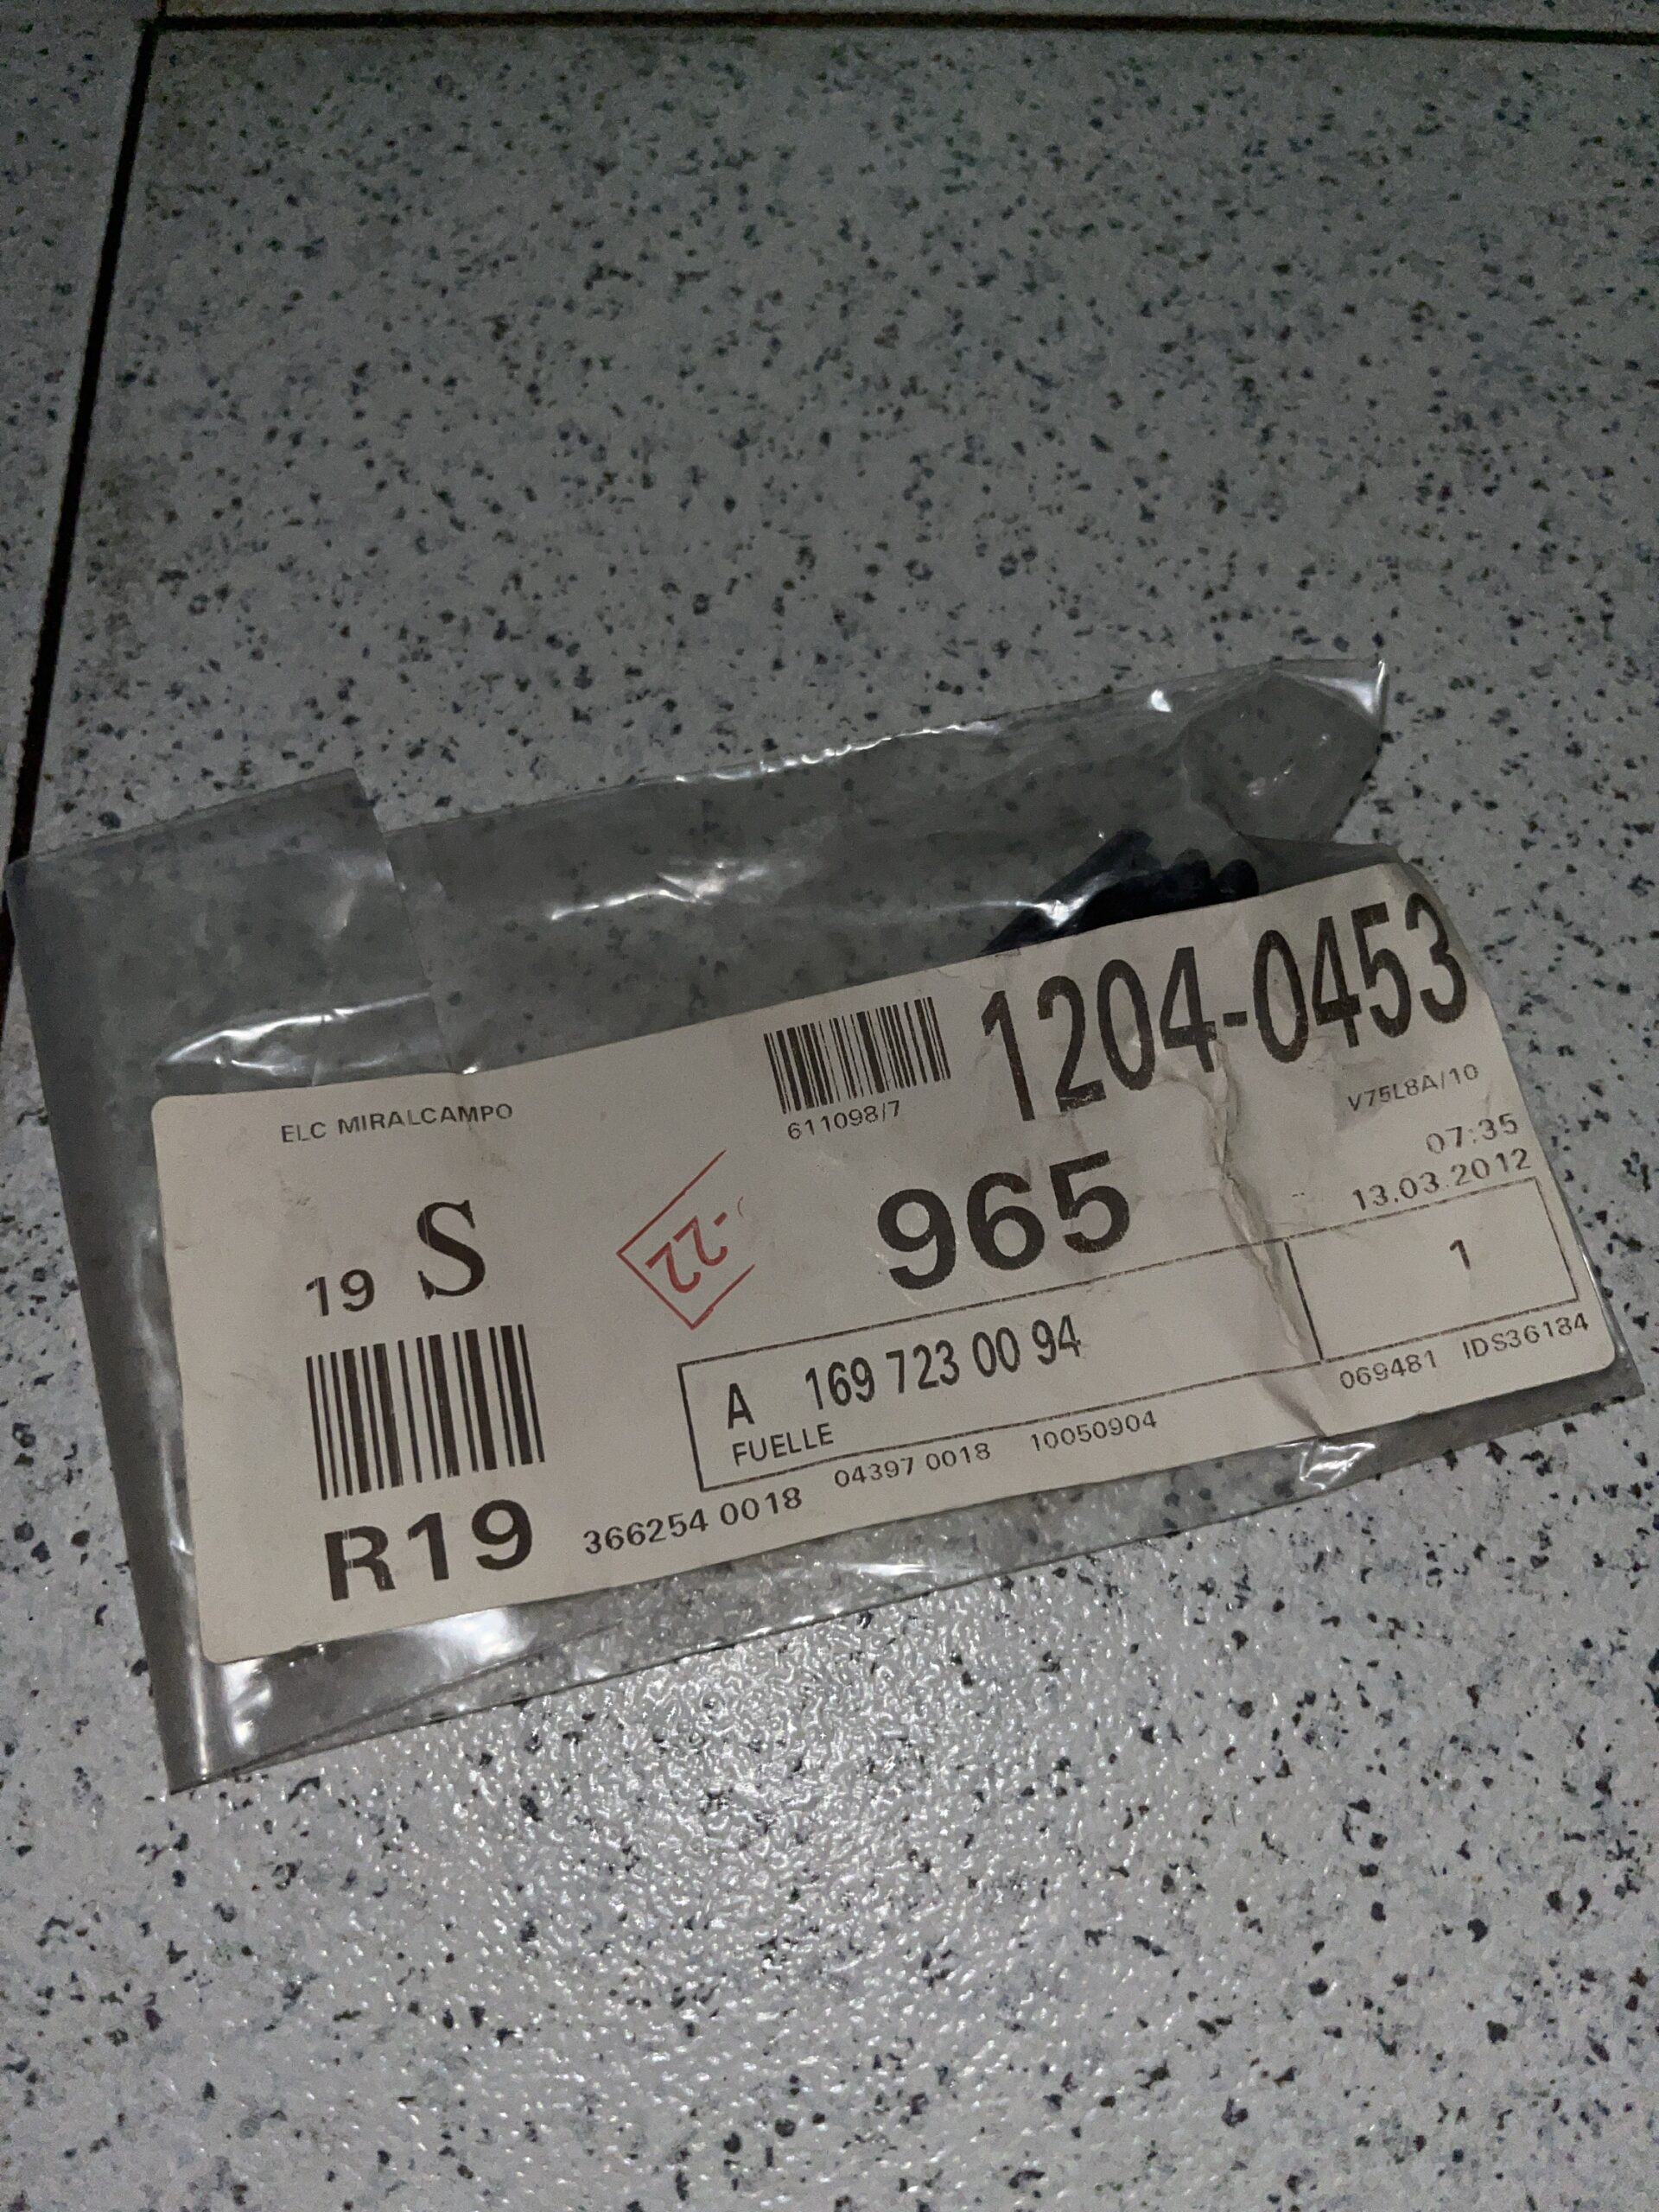 ELC MIRALCAMPO
611098/7
1204-0453
V75L8A/10
07:35
13.03.2012
19 S
-22
965
1
A 169 723 00 94
FUELLE
069481 IDS36184
04397 0018 10050904
R19
366254 0018